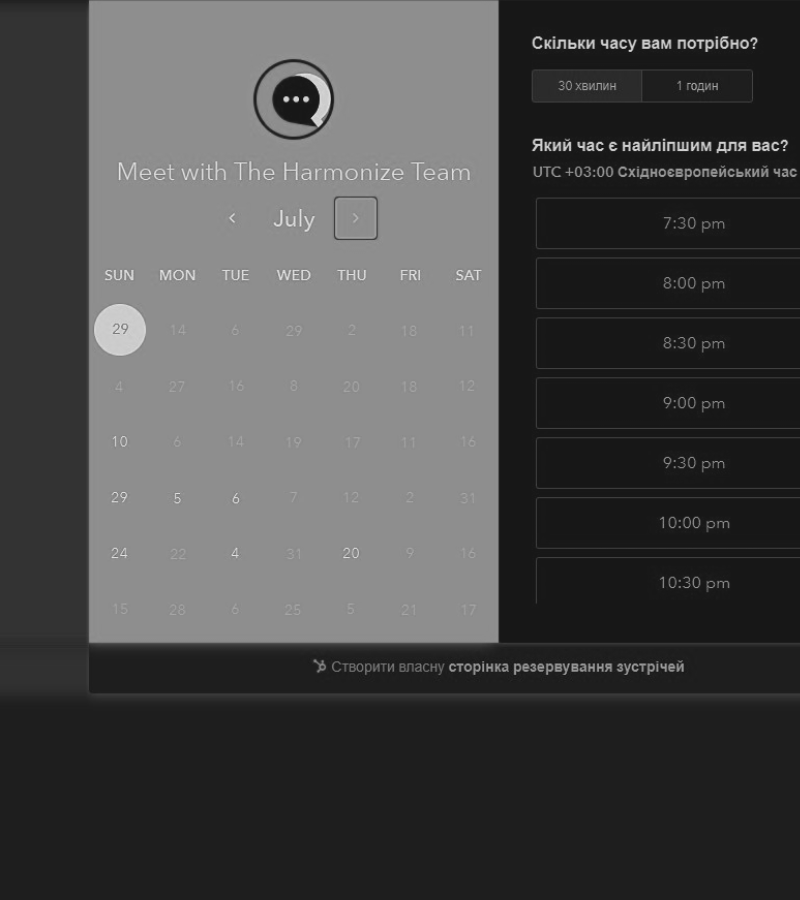 Meet with The Harmonize Team
July
SUN MON TUE WED THU FRI SAT
29 14 6 29 2 18 11
4 27 16 8 20 18 12
10 6 14 19 17 11 16
29 5 6 7 12 2 31
24 22 4 31 20 9 16
15 28 6 25 5 21 17
Скільки часу вам потрібно?
30 хвилин 1 годин
Який час є найліпшим для вас?
UTC +03:00 Східноєвропейський час
7:30 pm
8:00 pm
8:30 pm
9:00 pm
9:30 pm
10:00 pm
10:30 pm
Створити власну сторінка резервування зустрічей